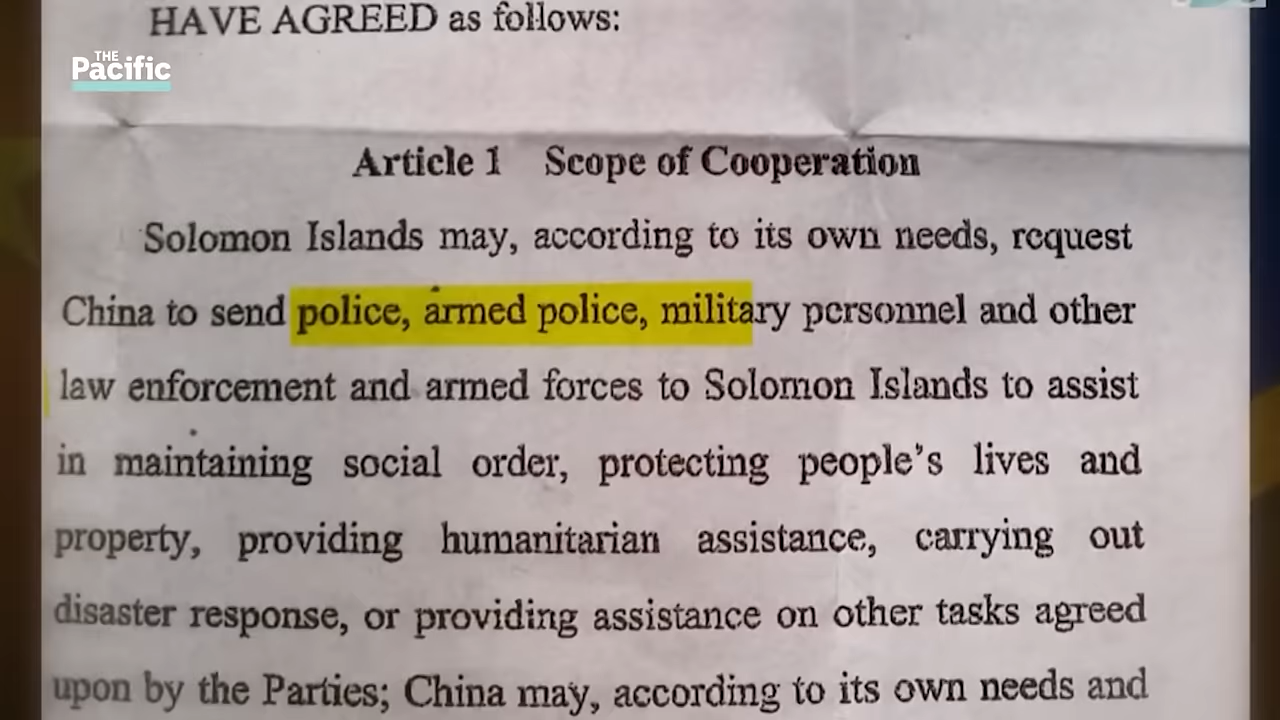 HAVE AGREED as follows:
THE
Pacific
Article 1 Scope of Cooperation
Solomon Islands may, according to its own needs, request
China to send police, armed police, military personnel and other
law enforcement and armed forces to Solomon Islands to assist
in maintaining social order, protecting people's lives and
property, providing humanitarian assistance, carrying out
disaster response, or providing assistance on other tasks agreed
upon by the Parties; China may, according to its own needs and